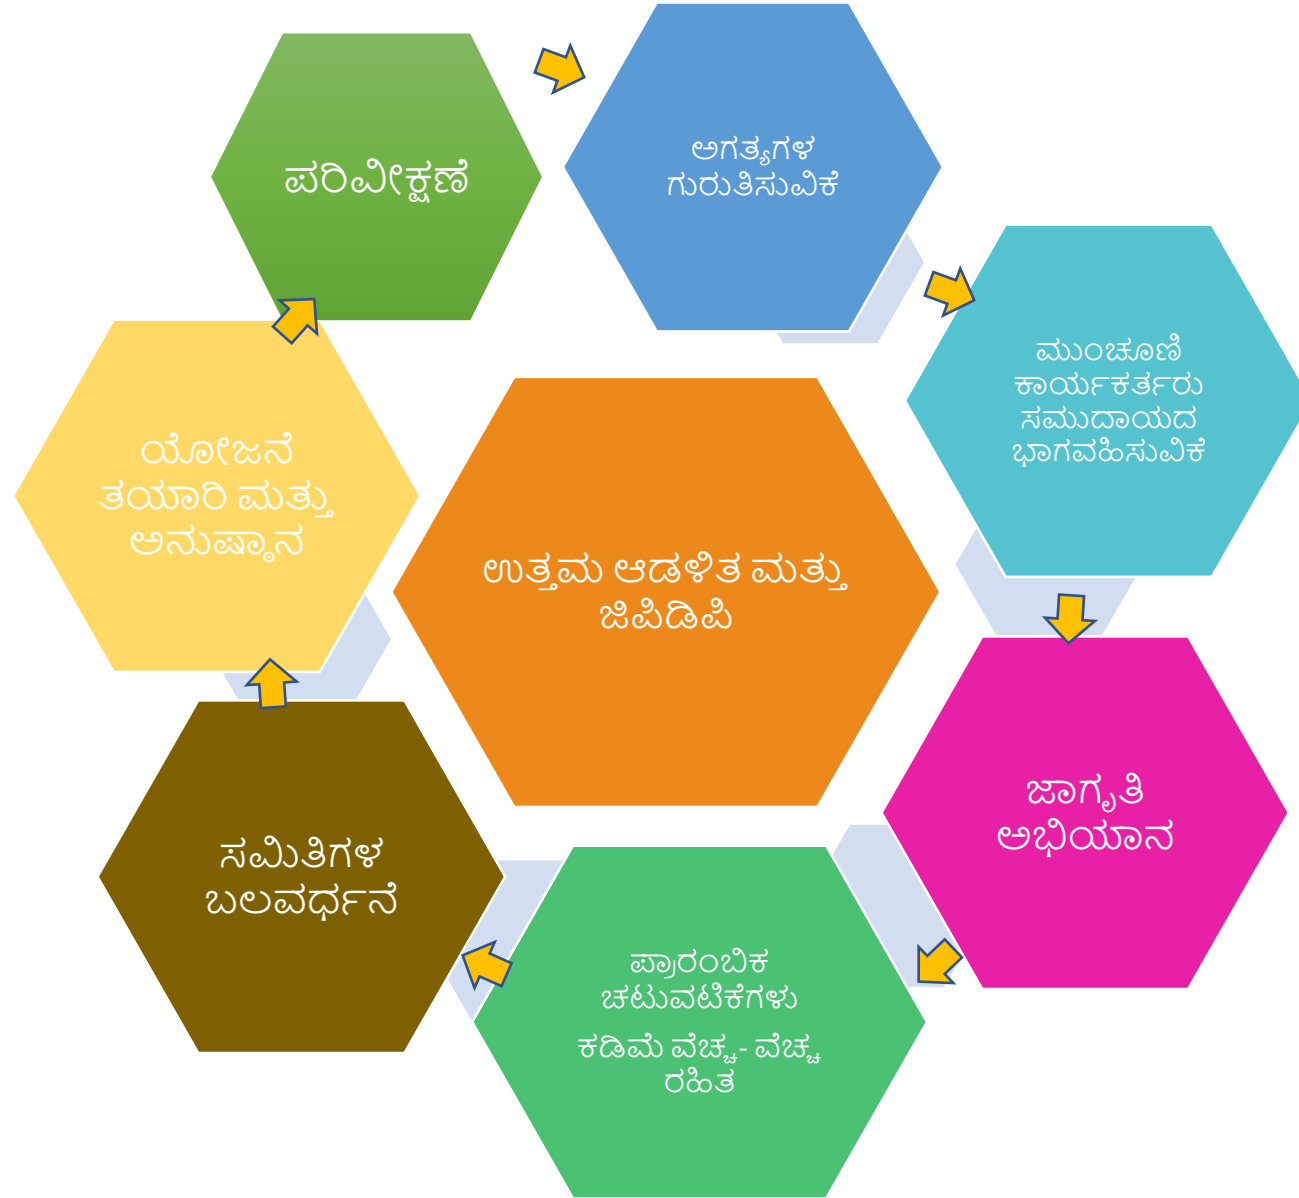 ಪರಿವೀಕ್ಷಣೆ
ಅಗತ್ಯಗಳ
ಗುರುತಿಸುವಿಕೆ
ಮುಂಚೂಣಿ
ಕಾರ್ಯಕರ್ತರು
ಸಮುದಾಯದ
ಭಾಗವಹಿಸುವಿಕೆ
ಯೋಜನೆ
ತಯಾರಿ ಮತ್ತು
ಅನುಷ್ಠಾನ
ಉತ್ತಮ ಆಡಳಿತ ಮತ್ತು
ಜಿಪಿಡಿಪಿ
ಜಾಗೃತಿ
ಅಭಿಯಾನ
ಸಮಿತಿಗಳ
ಬಲವರ್ಧನೆ
ಪ್ರಾರಂಬಿಕ
ಚಟುವಟಿಕೆಗಳು
ಕಡಿಮೆ ವೆಚ್ಚ- ವೆಚ್ಚ
ರಹಿತ